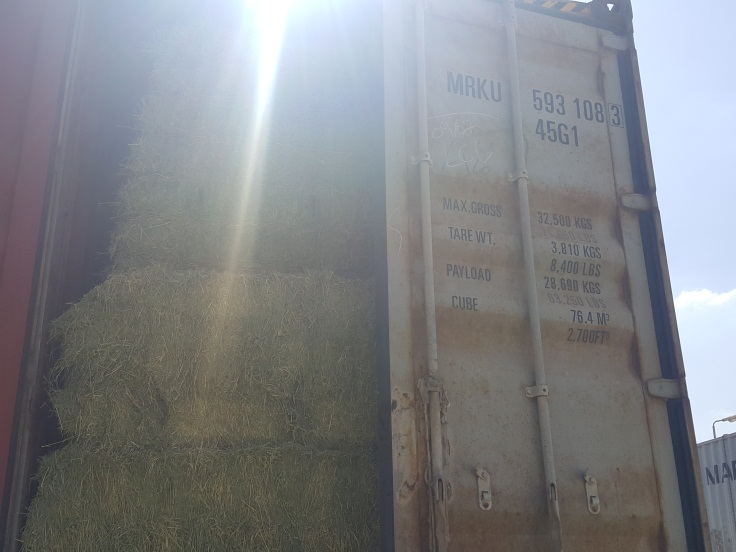 MRKU 593 108 3
45G1
MAX.GROSS 32,500 KGS
TARE WT. 3,810 KGS
8,400 LBS
PAYLOAD 28,690 KGS
CUBE 76.4 M³
2,700FT³